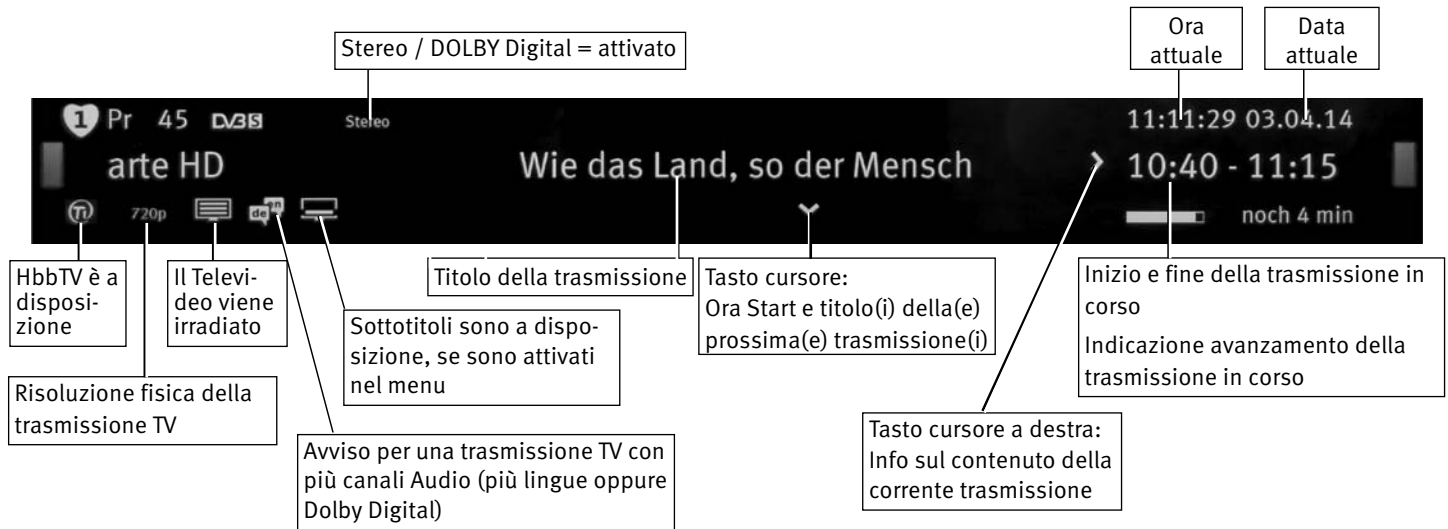 Stereo / DOLBY Digital = attivato
Ora
attuale
Data
attuale
1 Pr 45 DVB S Stereo 11:11:29 03.04.14
arte HD Wie das Land, so der Mensch 10:40 - 11:15
720p de en noch 4 min
HbbTV è a
disposi-
zione
Il Televi-
deo viene
irradiato
Titolo della trasmissione
Tasto cursore:
Ora Start e titolo(i) della(e)
prossima(e) trasmissione(i)
Inizio e fine della trasmissione in
corso
Indicazione avanzamento della
trasmissione in corso
Sottotitoli sono a dispo-
sizione, se sono attivati
nel menu
Risoluzione fisica della
trasmissione TV
Avviso per una trasmissione TV con
più canali Audio (più lingue oppure
Dolby Digital)
Tasto cursore a destra:
Info sul contenuto della
corrente trasmissione